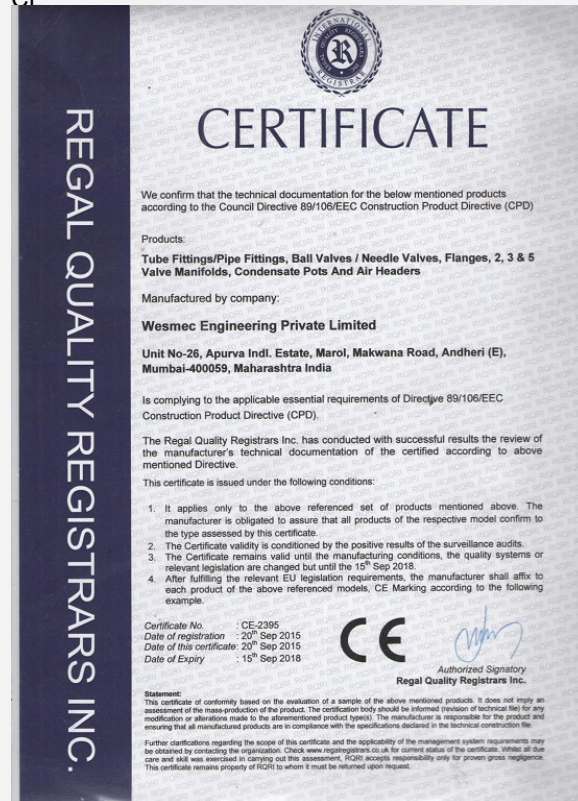 REGAL QUALITY REGISTRARS INC.
INTERNATIONAL
REGISTRAR
R
CERTIFICATE
We confirm that the technical documentation for the below mentioned products
according to the Council Directive 89/106/EEC Construction Product Directive (CPD)
Products:
Tube Fittings/Pipe Fittings, Ball Valves / Needle Valves, Flanges, 2, 3 & 5
Valve Manifolds, Condensate Pots And Air Headers
Manufactured by company:
Wesmec Engineering Private Limited
Unit No-26, Apurva Indl. Estate, Marol, Makwana Road, Andheri (E),
Mumbai-400059, Maharashtra India
Is complying to the applicable essential requirements of Directive 89/106/EEC
Construction Product Directive (CPD).
The Regal Quality Registrars Inc. has conducted with successful results the review of
the manufacturer's technical documentation of the certified according to above
mentioned Directive.
This certificate is issued under the following conditions:
1. It applies only to the above referenced set of products mentioned above. The
manufacturer is obligated to assure that all products of the respective model confirm to
the type assessed by this certificate.
2. The Certificate validity is conditioned by the positive results of the surveillance audits.
3. The Certificate remains valid until the manufacturing conditions, the quality systems or
relevant legislation are changed but until the 15th Sep 2018.
4. After fulfilling the relevant EU legislation requirements, the manufacturer shall affix to
each product of the above referenced models, CE Marking according to the following
example.
Certificate No. : CE-2395
Date of registration : 20th Sep 2015
Date of this certificate: 20th Sep 2015
Date of Expiry : 15th Sep 2018
CE
Authorized Signatory
Regal Quality Registrars Inc.
Statement:
This certificate of conformity based on the evaluation of a sample of the above mentioned products. It does not imply an
assessment of the mass-production of the product. The certification body should be informed (revision of technical file) for any
modification or alterations made to the aforementioned product type(s). The manufacturer is responsible for the product and
ensuring that all manufactured products are in compliance with the specifications declared in the technical construction file.
Further clarifications regarding the scope of this certificate and the applicability of the management system requirements may
be obtained by contacting the organization. Check www.regalregistrars.co.uk for current status of the certificate. Whilst all due
care and skill was exercised in carrying out this assessment, RQRI accepts responsibility only for proven gross negligence.
This certificate remains property of RQRI to whom it must be returned upon request.